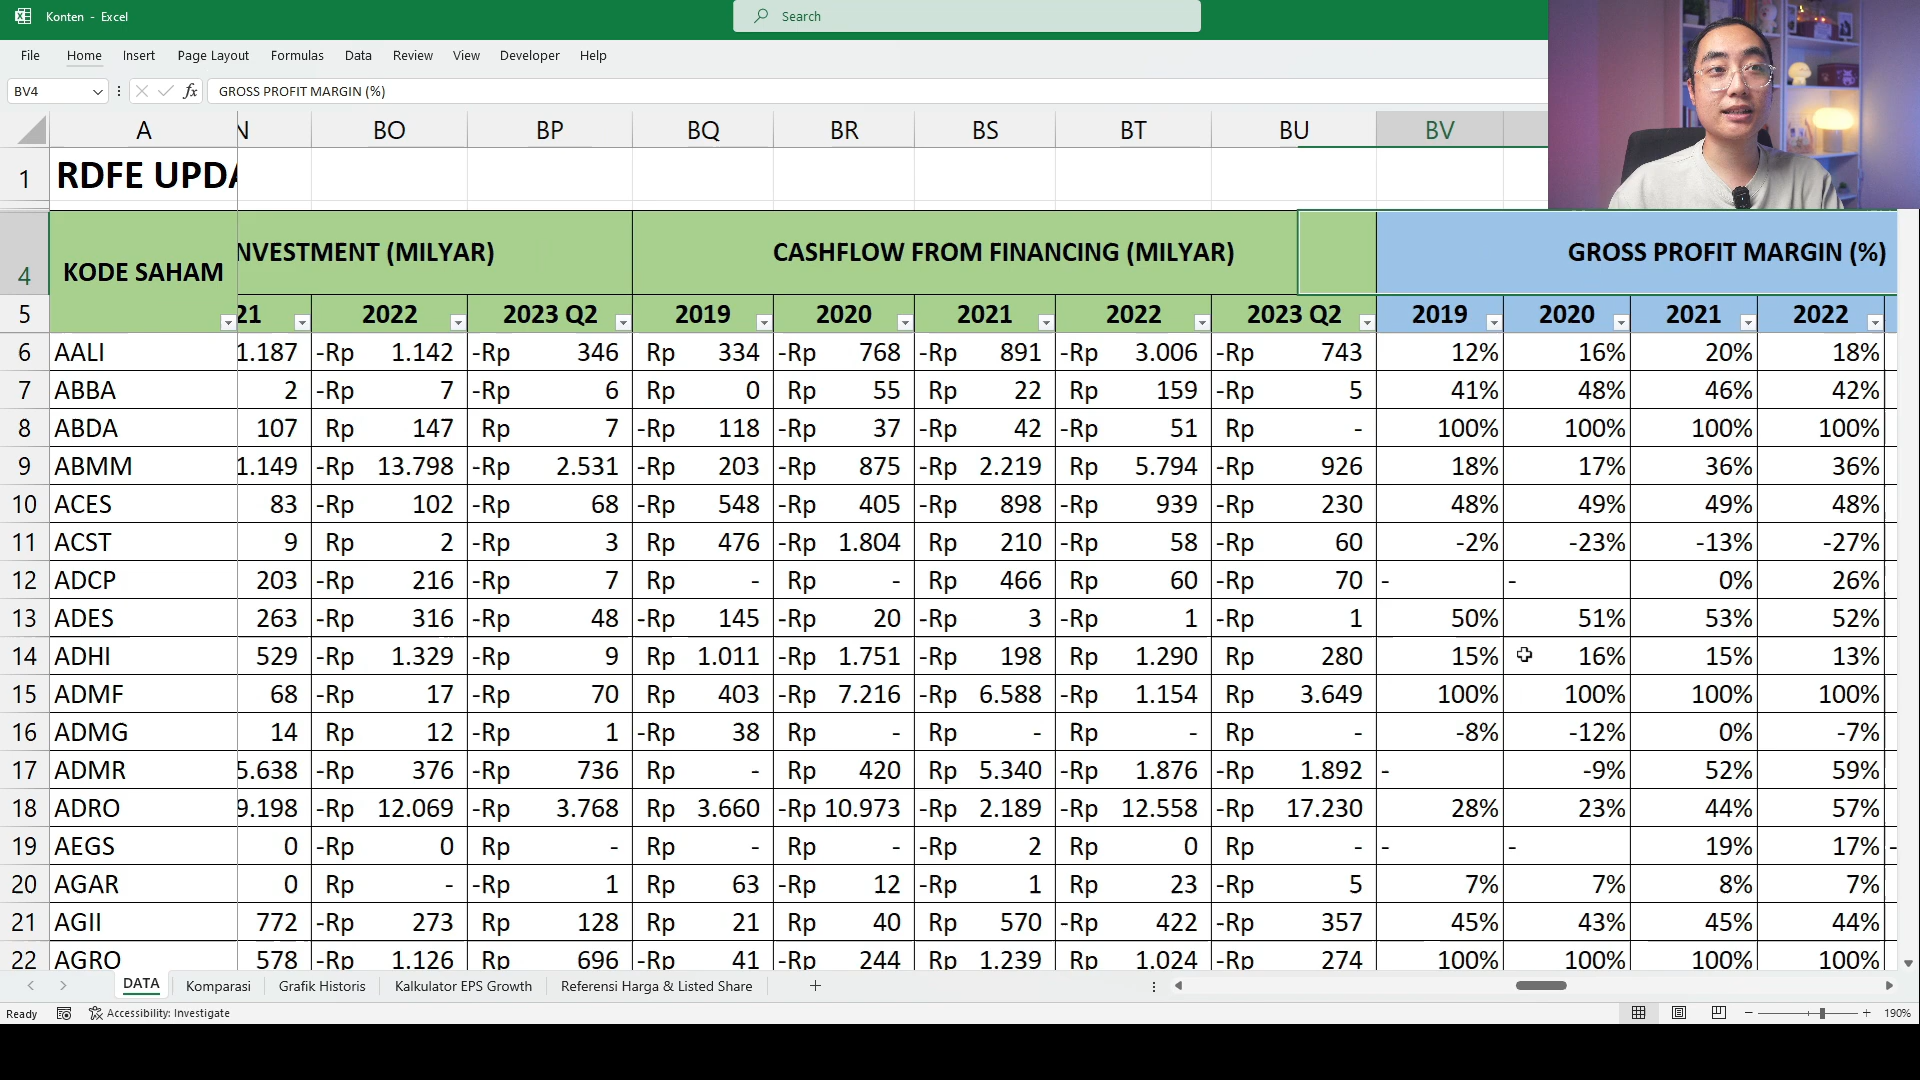 Konten - Excel
Search
File Home Insert Page Layout Formulas Data Review View Developer Help
BV4 fx GROSS PROFIT MARGIN (%)
A N BO BP BQ BR BS BT BU BV
1 RDFE UPDA
4 KODE SAHAM NVESTMENT (MILYAR) CASHFLOW FROM FINANCING (MILYAR) GROSS PROFIT MARGIN (%)
5 21 2022 2023 Q2 2019 2020 2021 2022 2023 Q2 2019 2020 2021 2022
6 AALI 1.187 -Rp 1.142 -Rp 346 Rp 334 -Rp 768 -Rp 891 -Rp 3.006 -Rp 743 12% 16% 20% 18%
7 ABBA 2 -Rp 7 -Rp 6 Rp 0 Rp 55 Rp 22 -Rp 159 -Rp 5 41% 48% 46% 42%
8 ABDA 107 Rp 147 Rp 7 -Rp 118 -Rp 37 -Rp 42 -Rp 51 Rp - 100% 100% 100% 100%
9 ABMM 1.149 -Rp 13.798 -Rp 2.531 -Rp 203 -Rp 875 -Rp 2.219 Rp 5.794 -Rp 926 18% 17% 36% 36%
10 ACES 83 -Rp 102 -Rp 68 -Rp 548 -Rp 405 -Rp 898 -Rp 939 -Rp 230 48% 49% 49% 48%
11 ACST 9 Rp 2 -Rp 3 Rp 476 -Rp 1.804 Rp 210 -Rp 58 -Rp 60 -2% -23% -13% -27%
12 ADCP 203 -Rp 216 -Rp 7 Rp - Rp - Rp 466 Rp 60 -Rp 70 - - 0% 26%
13 ADES 263 -Rp 316 -Rp 48 -Rp 145 -Rp 20 -Rp 3 -Rp 1 -Rp 1 50% 51% 53% 52%
14 ADHI 529 -Rp 1.329 -Rp 9 Rp 1.011 -Rp 1.751 -Rp 198 Rp 1.290 Rp 280 15% 16% 15% 13%
15 ADMF 68 -Rp 17 -Rp 70 Rp 403 -Rp 7.216 -Rp 6.588 -Rp 1.154 Rp 3.649 100% 100% 100% 100%
16 ADMG 14 Rp 12 -Rp 1 -Rp 38 Rp - Rp - Rp - Rp - -8% -12% 0% -7%
17 ADMR 5.638 -Rp 376 -Rp 736 Rp - Rp 420 Rp 5.340 -Rp 1.876 -Rp 1.892 - -9% 52% 59%
18 ADRO 9.198 -Rp 12.069 -Rp 3.768 Rp 3.660 -Rp 10.973 -Rp 2.189 -Rp 12.558 -Rp 17.230 28% 23% 44% 57%
19 AEGS 0 -Rp 0 Rp - Rp - Rp - -Rp 2 Rp 0 Rp - - - 19% 17% -
20 AGAR 0 Rp - -Rp 1 Rp 63 -Rp 12 -Rp 1 Rp 23 -Rp 5 7% 7% 8% 7%
21 AGII 772 -Rp 273 Rp 128 Rp 21 Rp 40 Rp 570 -Rp 422 -Rp 357 45% 43% 45% 44%
22 AGRO 578 -Rp 1.126 Rp 696 -Rp 41 -Rp 244 Rp 1.239 Rp 1.024 -Rp 274 100% 100% 100% 100%
DATA Komparasi Grafik Historis Kalkulator EPS Growth Referensi Harga & Listed Share
Ready Accessibility: Investigate 190%